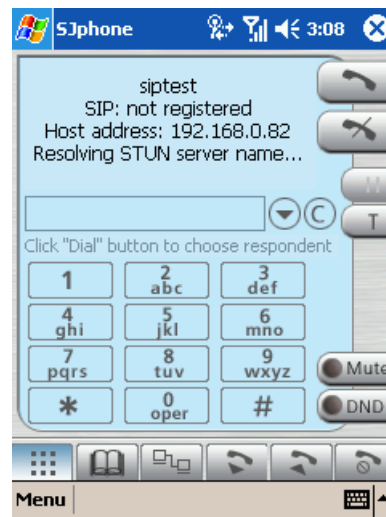 SJphone 3:08
siptest
SIP: not registered
Host address: 192.168.0.82
Resolving STUN server name...
C
H
T
Click "Dial" button to choose respondent
1 2 abc 3 def
4 ghi 5 jkl 6 mno
7 pqrs 8 tuv 9 wxyz
Mute
* 0 oper #
DND
Menu